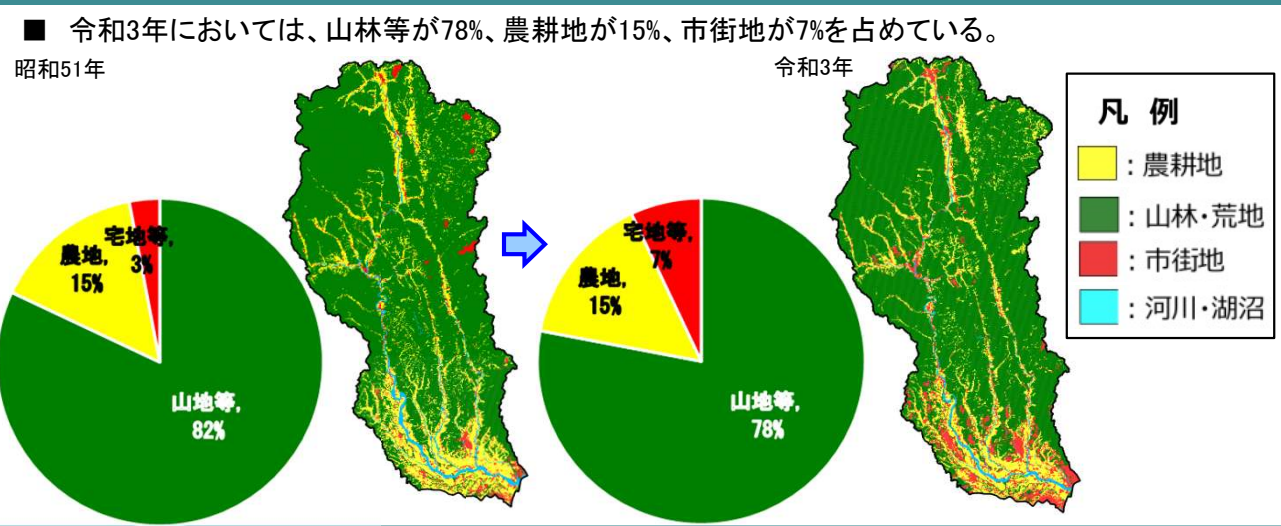 ■ 令和3年においては、山林等が78%、農耕地が15%、市街地が7%を占めている。
昭和51年
令和3年
宅地等,
3%
農地,
15%
山地等,
82%
宅地等,
7%
農地,
15%
山地等,
78%
凡 例
：農耕地
：山林・荒地
：市街地
：河川・湖沼